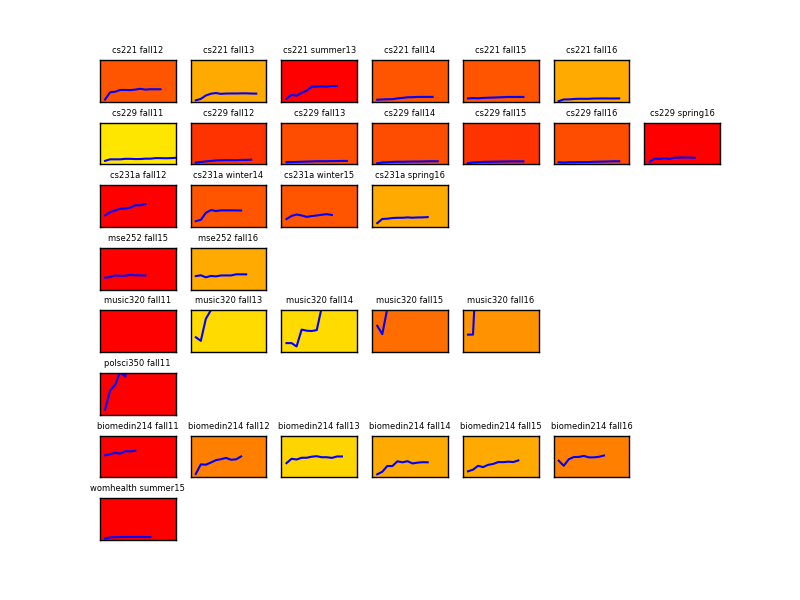 cs221 fall12 cs221 fall13 cs221 summer13 cs221 fall14 cs221 fall15 cs221 fall16
cs229 fall11 cs229 fall12 cs229 fall13 cs229 fall14 cs229 fall15 cs229 fall16 cs229 spring16
cs231a fall12 cs231a winter14 cs231a winter15 cs231a spring16
mse252 fall15 mse252 fall16
music320 fall11 music320 fall13 music320 fall14 music320 fall15 music320 fall16
polsci350 fall11
biomedin214 fall11 biomedin214 fall12 biomedin214 fall13 biomedin214 fall14 biomedin214 fall15 biomedin214 fall16
womhealth summer15